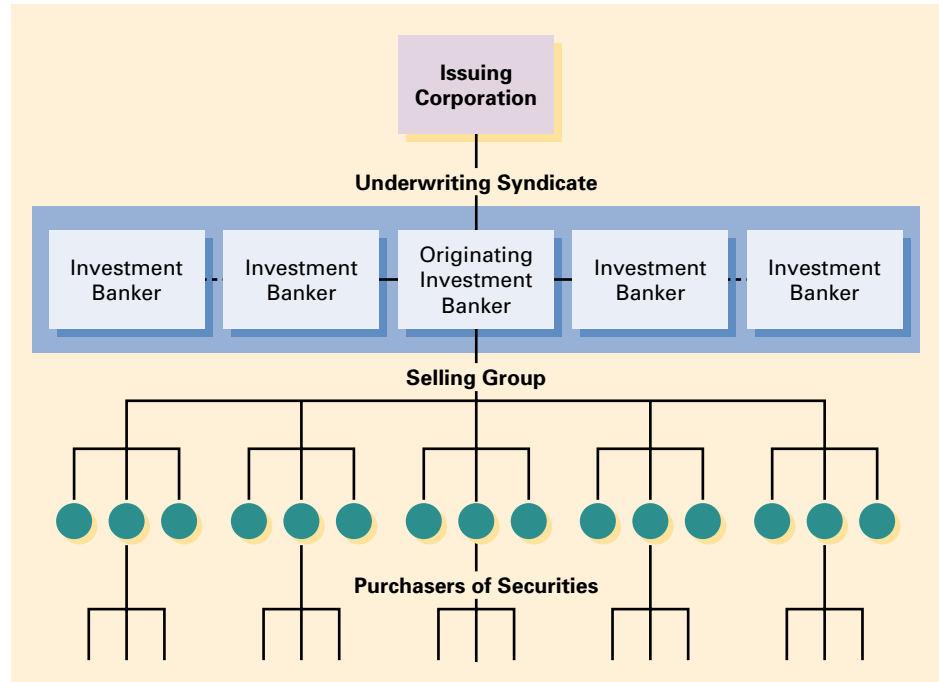 Issuing
Corporation
Underwriting Syndicate
Investment
Banker
Investment
Banker
Originating
Investment
Banker
Investment
Banker
Investment
Banker
Selling Group
Purchasers of Securities